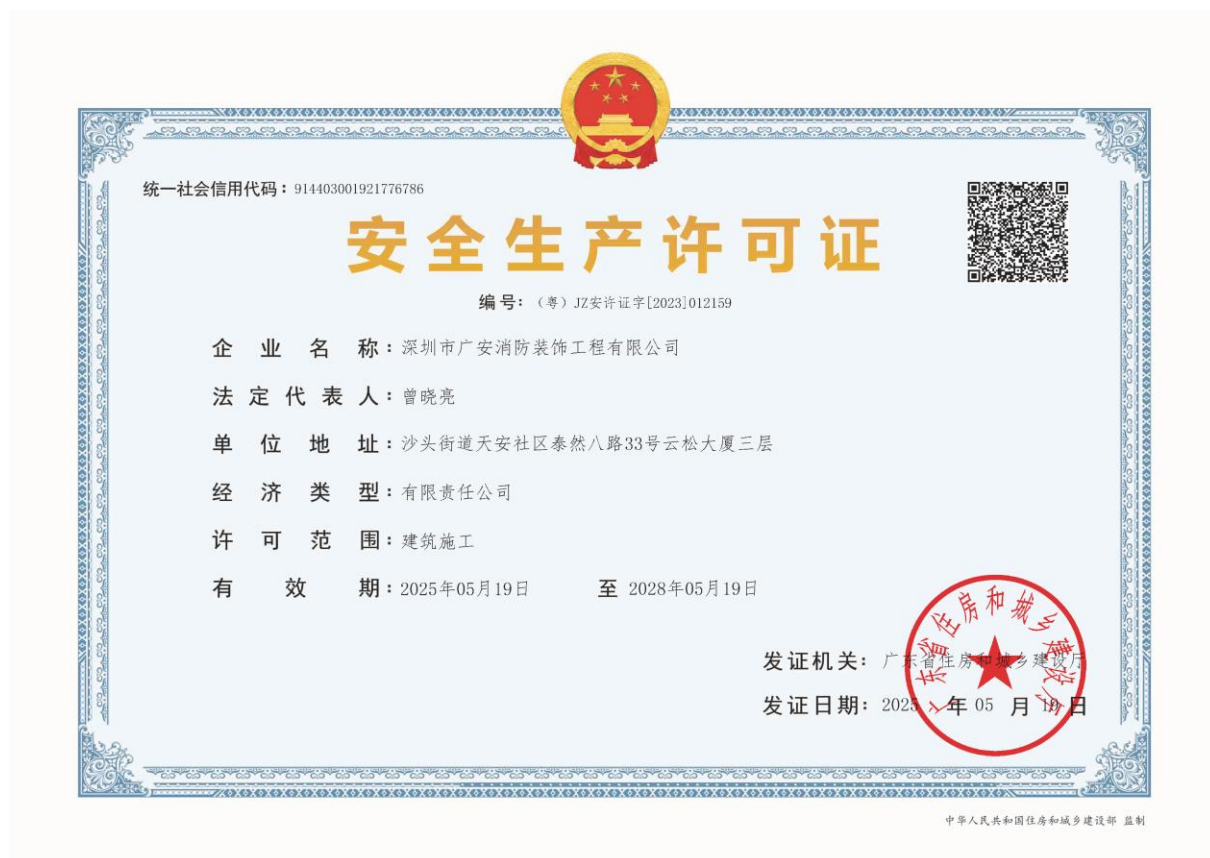 统一社会信用代码：914403001921776786
安全生产许可证
编号：（粤）JZ安许证字[2023]012159
企业名称：深圳市广安消防装饰工程有限公司
法定代表人：曾晓亮
单位地址：沙头街道天安社区泰然八路33号云松大厦三层
经济类型：有限责任公司
许可范围：建筑施工
有效期：2025年05月19日 至 2028年05月19日
发证机关：广东省住房和城乡建设厅
发证日期：2025 年 05 月 19 日
广东省住房和城乡建设厅
中华人民共和国住房和城乡建设部 监制